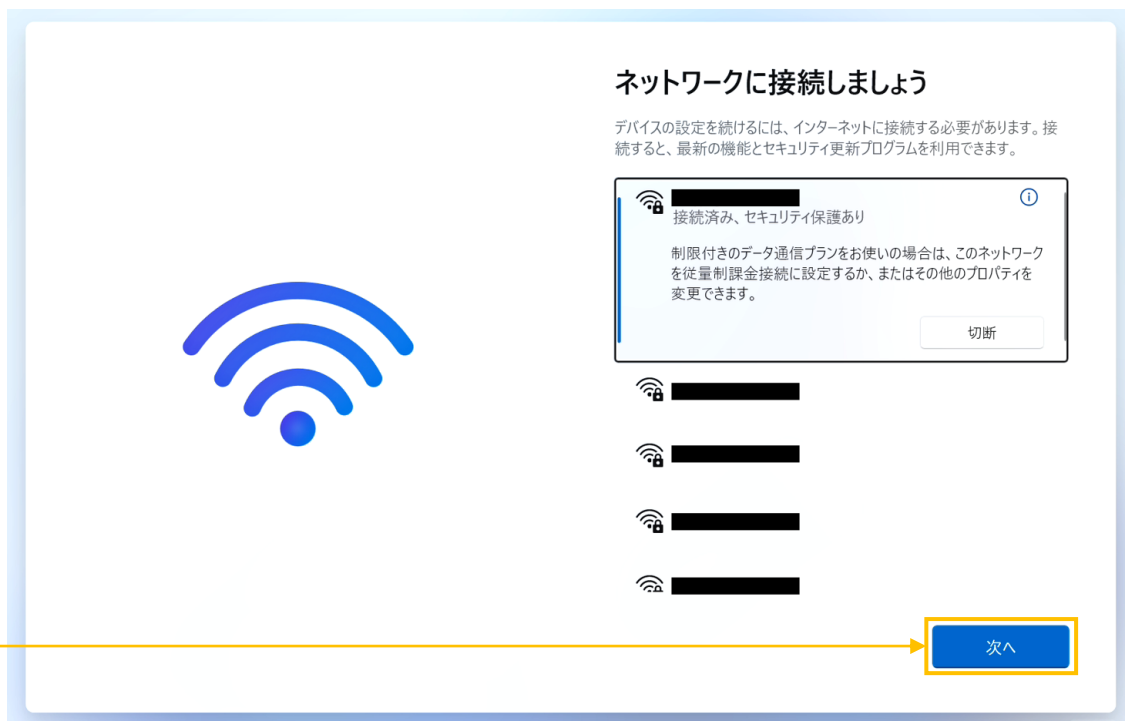 ネットワークに接続しましょう
デバイスの設定を続けるには、インターネットに接続する必要があります。接
続すると、最新の機能とセキュリティ更新プログラムを利用できます。
接続済み、セキュリティ保護あり
制限付きのデータ通信プランをお使いの場合は、このネットワーク
を従量制課金接続に設定するか、またはその他のプロパティを
変更できます。
切断
次へ